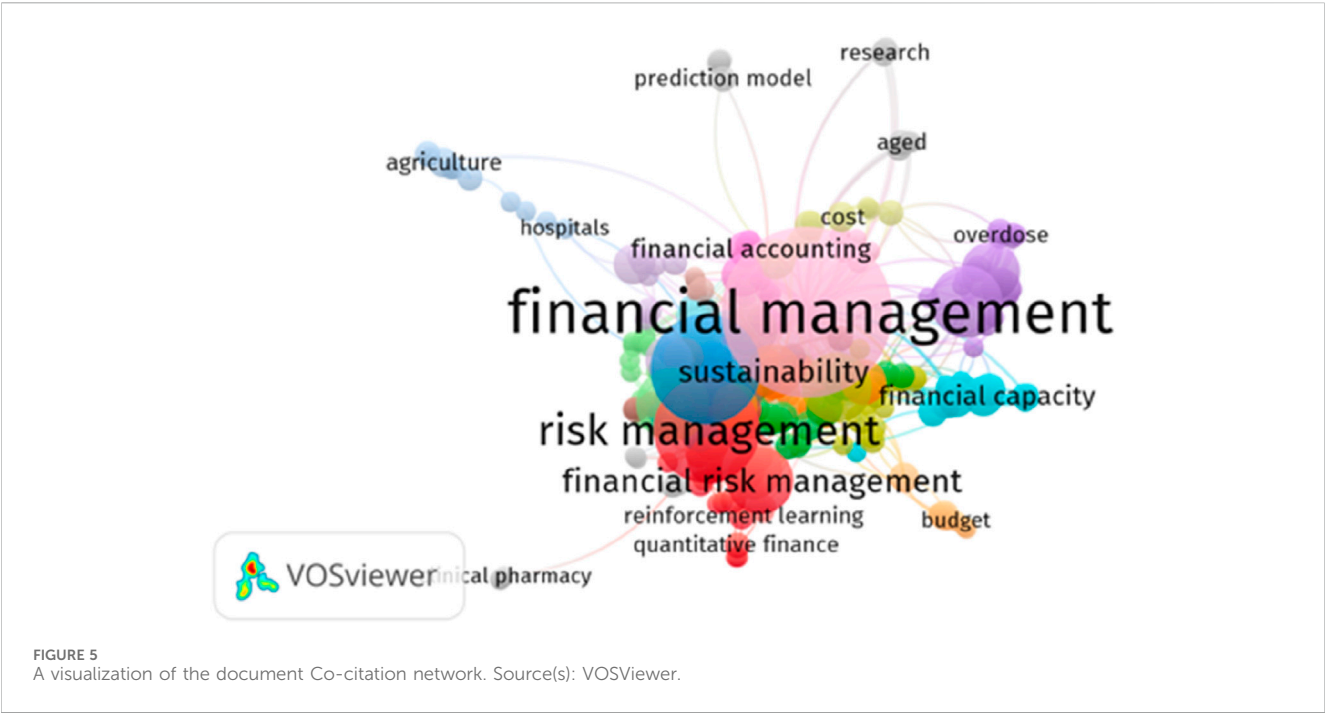 research
prediction model
aged
agriculture
cost
hospitals
overdose
financial accounting
financial management
sustainability
financial capacity
risk management
financial risk management
reinforcement learning
budget
quantitative finance
VOSviewer
pharmacy
FIGURE 5
A visualization of the document Co-citation network. Source(s): VOSViewer.